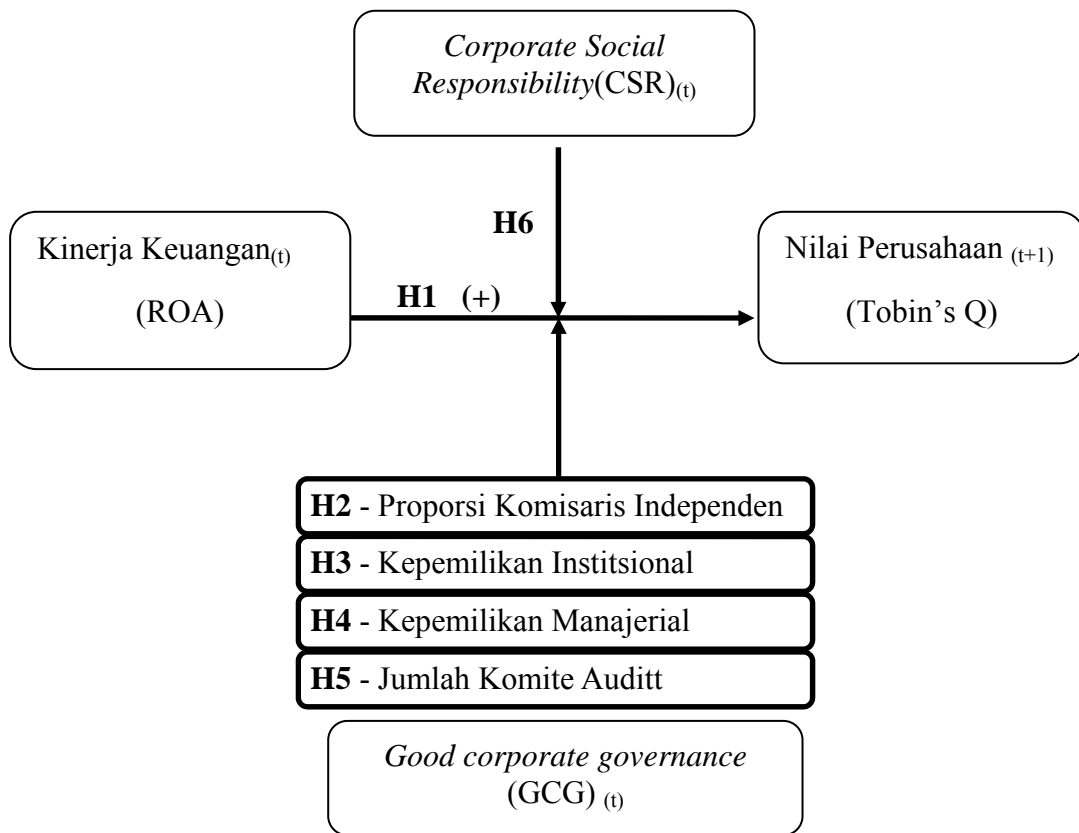 Corporate Social
Responsibility(CSR)(t)
H6
Kinerja Keuangan(t)
(ROA)
H1 (+)
Nilai Perusahaan (t+1)
(Tobin’s Q)
H2 - Proporsi Komisaris Independen
H3 - Kepemilikan Institsional
H4 - Kepemilikan Manajerial
H5 - Jumlah Komite Auditt
Good corporate governance
(GCG) (t)